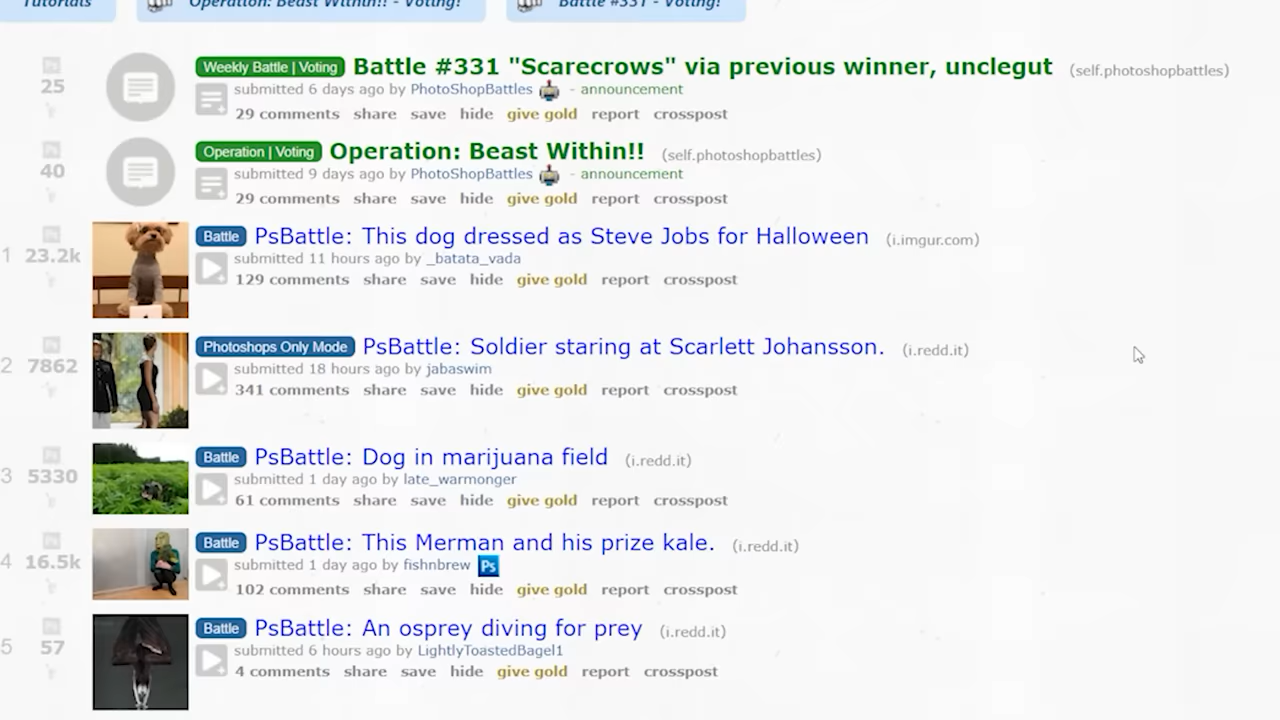 Tutorials Operation: Beast Within!! - Voting! Battle #331 - Voting!
25
Weekly Battle | Voting Battle #331 "Scarecrows" via previous winner, unclegut (self.photoshopbattles)
submitted 6 days ago by PhotoShopBattles - announcement
29 comments share save hide give gold report crosspost
40
Operation | Voting Operation: Beast Within!! (self.photoshopbattles)
submitted 9 days ago by PhotoShopBattles - announcement
29 comments share save hide give gold report crosspost
1 23.2k
Battle PsBattle: This dog dressed as Steve Jobs for Halloween (i.imgur.com)
submitted 11 hours ago by _batata_vada
129 comments share save hide give gold report crosspost
2 7862
Photoshops Only Mode PsBattle: Soldier staring at Scarlett Johansson. (i.redd.it)
submitted 18 hours ago by jabaswim
341 comments share save hide give gold report crosspost
3 5330
Battle PsBattle: Dog in marijuana field (i.redd.it)
submitted 1 day ago by late_warmonger
61 comments share save hide give gold report crosspost
4 16.5k
Battle PsBattle: This Merman and his prize kale. (i.redd.it)
submitted 1 day ago by fishnbrew Ps
102 comments share save hide give gold report crosspost
5 57
Battle PsBattle: An osprey diving for prey (i.redd.it)
submitted 6 hours ago by LightlyToastedBagel1
4 comments share save hide give gold report crosspost